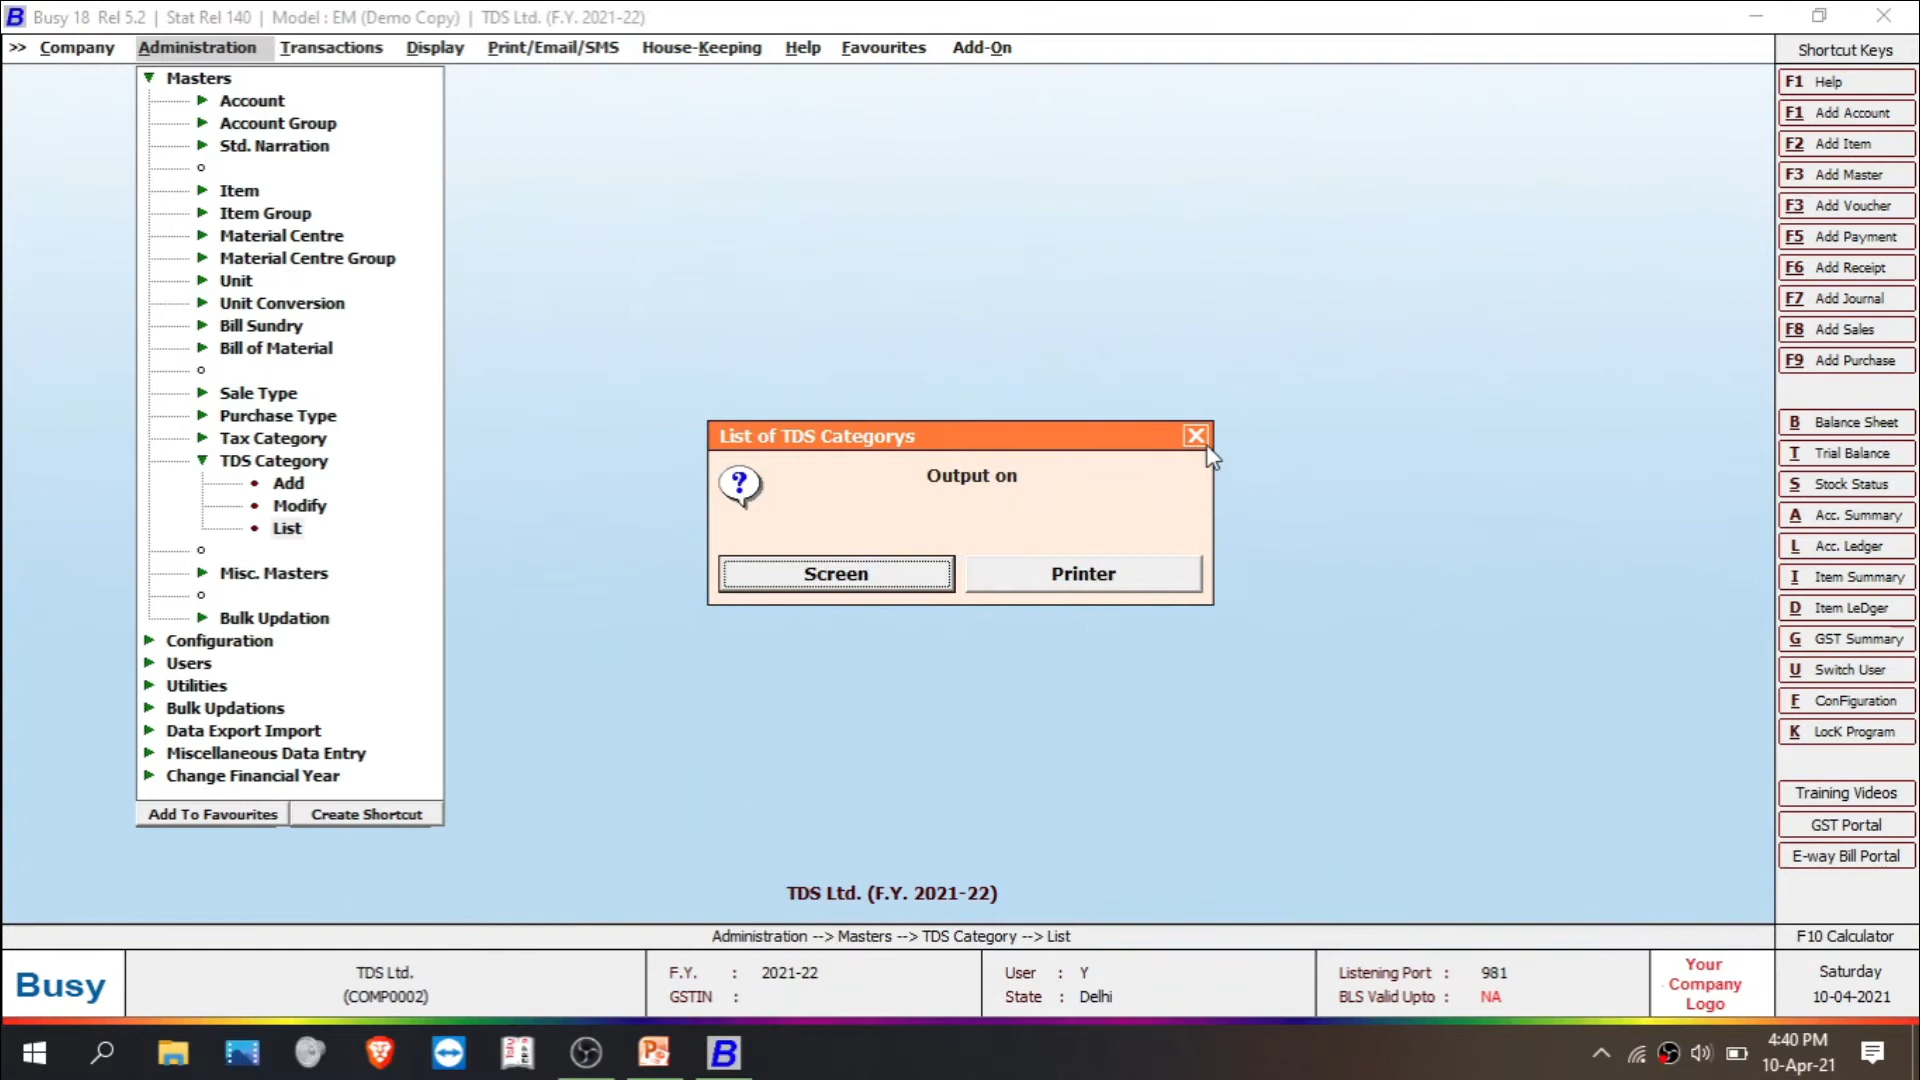 Busy 18 Rel 5.2 | Stat Rel 140 | Model : EM (Demo Copy) | TDS Ltd. (F.Y. 2021-22)
>> Company Administration Transactions Display Print/Email/SMS House-Keeping Help Favourites Add-On
Shortcut Keys
Masters
Account
Account Group
Std. Narration
Item
Item Group
Material Centre
Material Centre Group
Unit
Unit Conversion
Bill Sundry
Bill of Material
Sale Type
Purchase Type
Tax Category
TDS Category
Add
Modify
List
Misc. Masters
Bulk Updation
Configuration
Users
Utilities
Bulk Updations
Data Export Import
Miscellaneous Data Entry
Change Financial Year
Add To Favourites Create Shortcut
List of TDS Categorys
Output on
Screen Printer
F1 Help
F1 Add Account
F2 Add Item
F3 Add Master
F3 Add Voucher
F5 Add Payment
F6 Add Receipt
F7 Add Journal
F8 Add Sales
F9 Add Purchase
B Balance Sheet
T Trial Balance
S Stock Status
A Acc. Summary
L Acc. Ledger
I Item Summary
D Item LeDger
G GST Summary
U Switch User
F ConFiguration
K LocK Program
Training Videos
GST Portal
E-way Bill Portal
TDS Ltd. (F.Y. 2021-22)
Administration --> Masters --> TDS Category --> List
F10 Calculator
Busy
TDS Ltd.
(COMP0002)
F.Y. : 2021-22
GSTIN :
User : Y
State : Delhi
Listening Port : 981
BLS Valid Upto : NA
Your
Company
Logo
Saturday
10-04-2021
4:40 PM
10-Apr-21